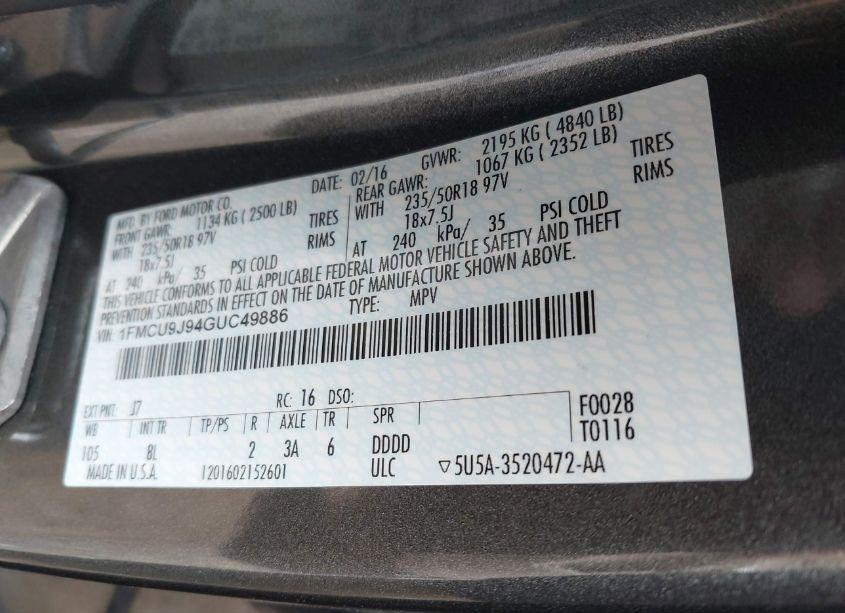 MFD. BY FORD MOTOR CO. DATE: 02/16 GVWR: 2195 KG ( 4840 LB)
FRONT GAWR: 1134 KG ( 2500 LB) REAR GAWR: 1067 KG ( 2352 LB)
WITH 235/50R18 97V TIRES WITH 235/50R18 97V TIRES
18x7.5J RIMS 18x7.5J RIMS
AT 240 kPa/ 35 PSI COLD AT 240 kPa/ 35 PSI COLD
THIS VEHICLE CONFORMS TO ALL APPLICABLE FEDERAL MOTOR VEHICLE SAFETY AND THEFT
PREVENTION STANDARDS IN EFFECT ON THE DATE OF MANUFACTURE SHOWN ABOVE.
VIN: 1FMCU9J94GUC49886 TYPE: MPV
EXT PNT: J7 RC: 16 DSO: F0028
WB INT TR TP/PS R AXLE TR SPR T0116
105 8L 2 3A 6 DDDD
MADE IN U.S.A. 1201602152601 ULC ▽5U5A-3520472-AA